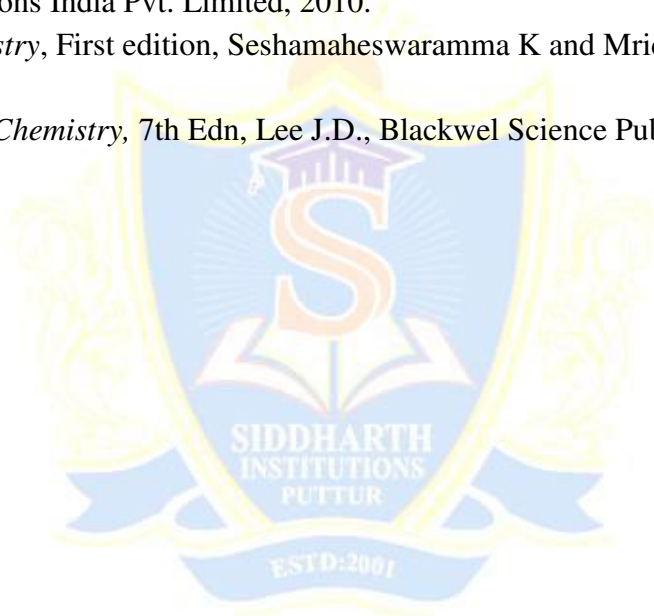 ons India Pvt. Limited, 2010.
stry, First edition, Seshamaheswaramma K and Mri
Chemistry, 7th Edn, Lee J.D., Blackwel Science Pub
S
SIDDHARTH
INSTITUTIONS
PUTTUR
ESTD:2001